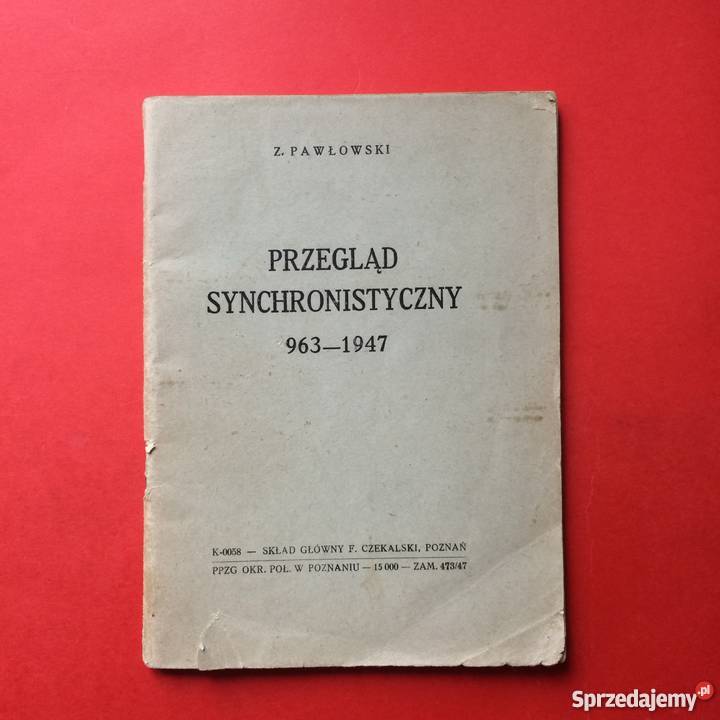 Z. PAWŁOWSKI
PRZEGLĄD
SYNCHRONISTYCZNY
963—1947
K-0058 — SKŁAD GŁÓWNY F. CZEKALSKI, POZNAŃ
PPZG OKR. POŁ. W POZNANIU — 15 000 — ZAM. 473/47
Sprzedajemy.pl